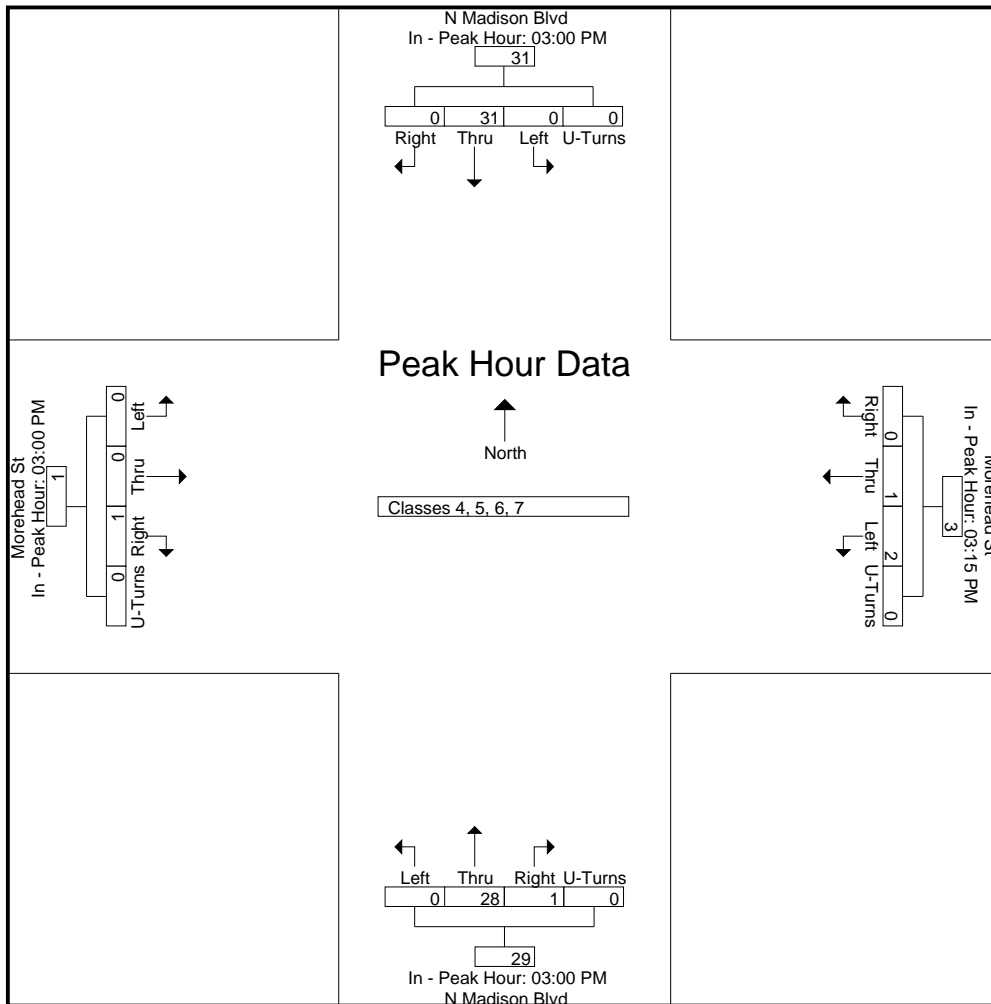 N Madison Blvd
In - Peak Hour: 03:00 PM
31
0 31 0 0
Right Thru Left U-Turns
Peak Hour Data
North
Classes 4, 5, 6, 7
Morehead St
In - Peak Hour: 03:00 PM
1
0 0 1 0
Left Thru Right U-Turns
Morehead St
In - Peak Hour: 03:15 PM
3
0 1 2 0
Right Thru Left U-Turns
Left Thru Right U-Turns
0 28 1 0
29
In - Peak Hour: 03:00 PM
N Madison Blvd